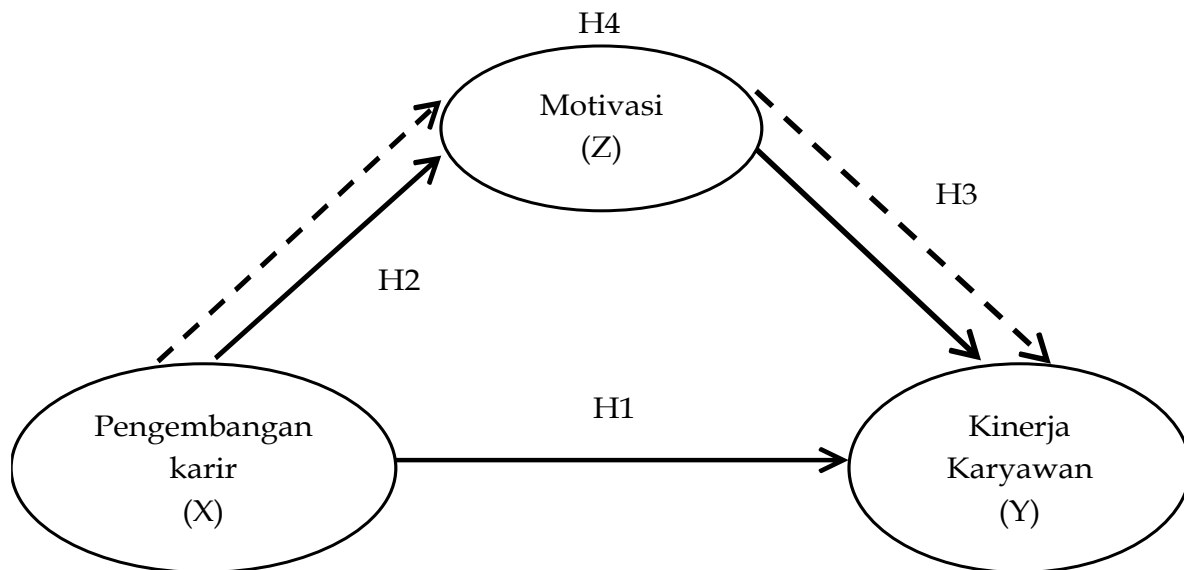 H4
Motivasi
(Z)
H3
H2
H1
Pengembangan
karir
(X)
Kinerja
Karyawan
(Y)